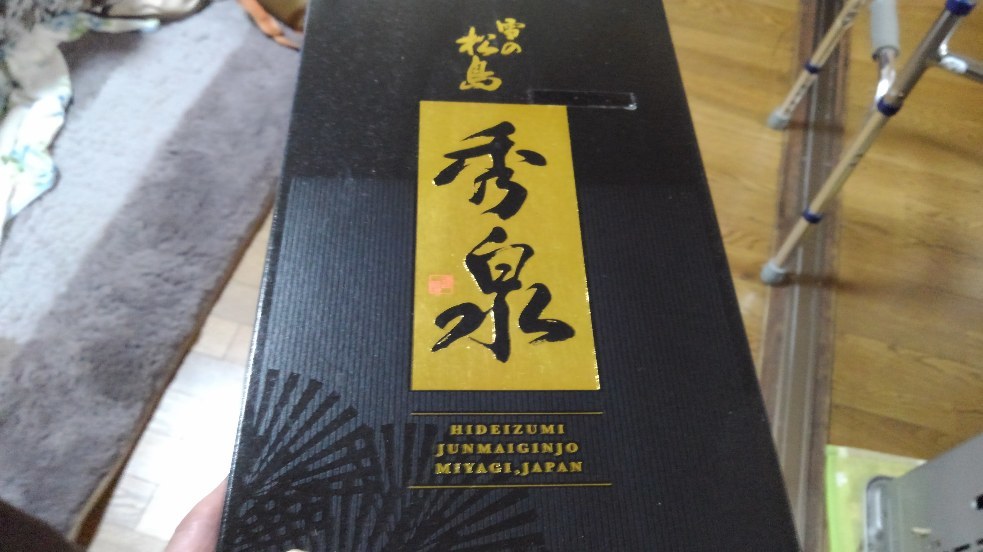 雪の
松島
秀泉
HIDEIZUMI
JUNMAIGINJO
MIYAGI,JAPAN